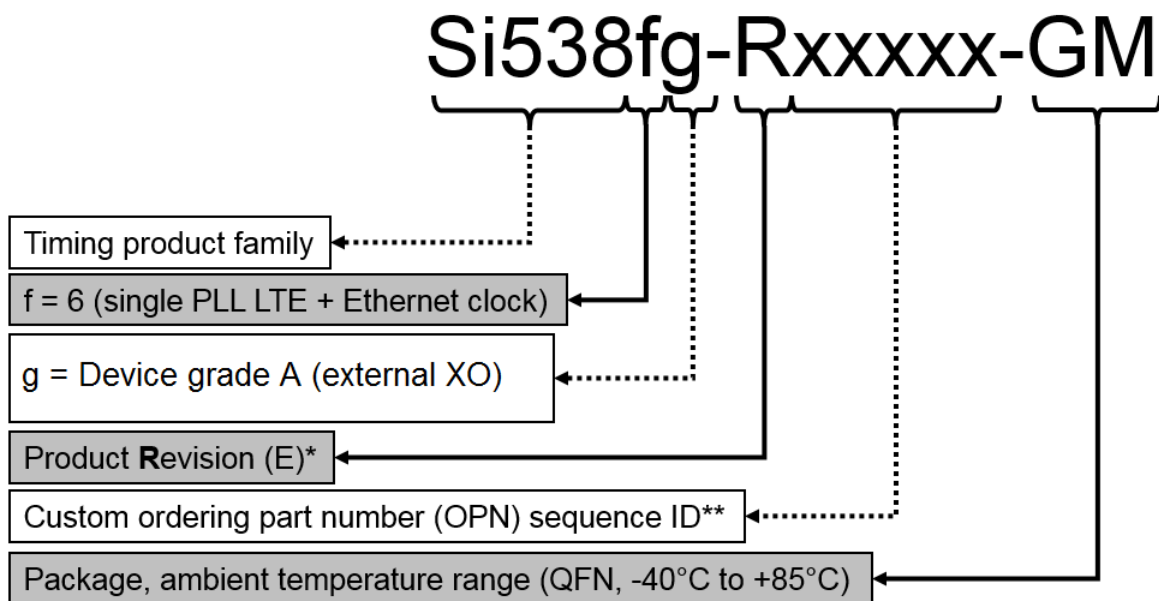 Si538fg-Rxxxxx-GM
Timing product family
f = 6 (single PLL LTE + Ethernet clock)
g = Device grade A (external XO)
Product Revision (E)*
Custom ordering part number (OPN) sequence ID**
Package, ambient temperature range (QFN, -40°C to +85°C)